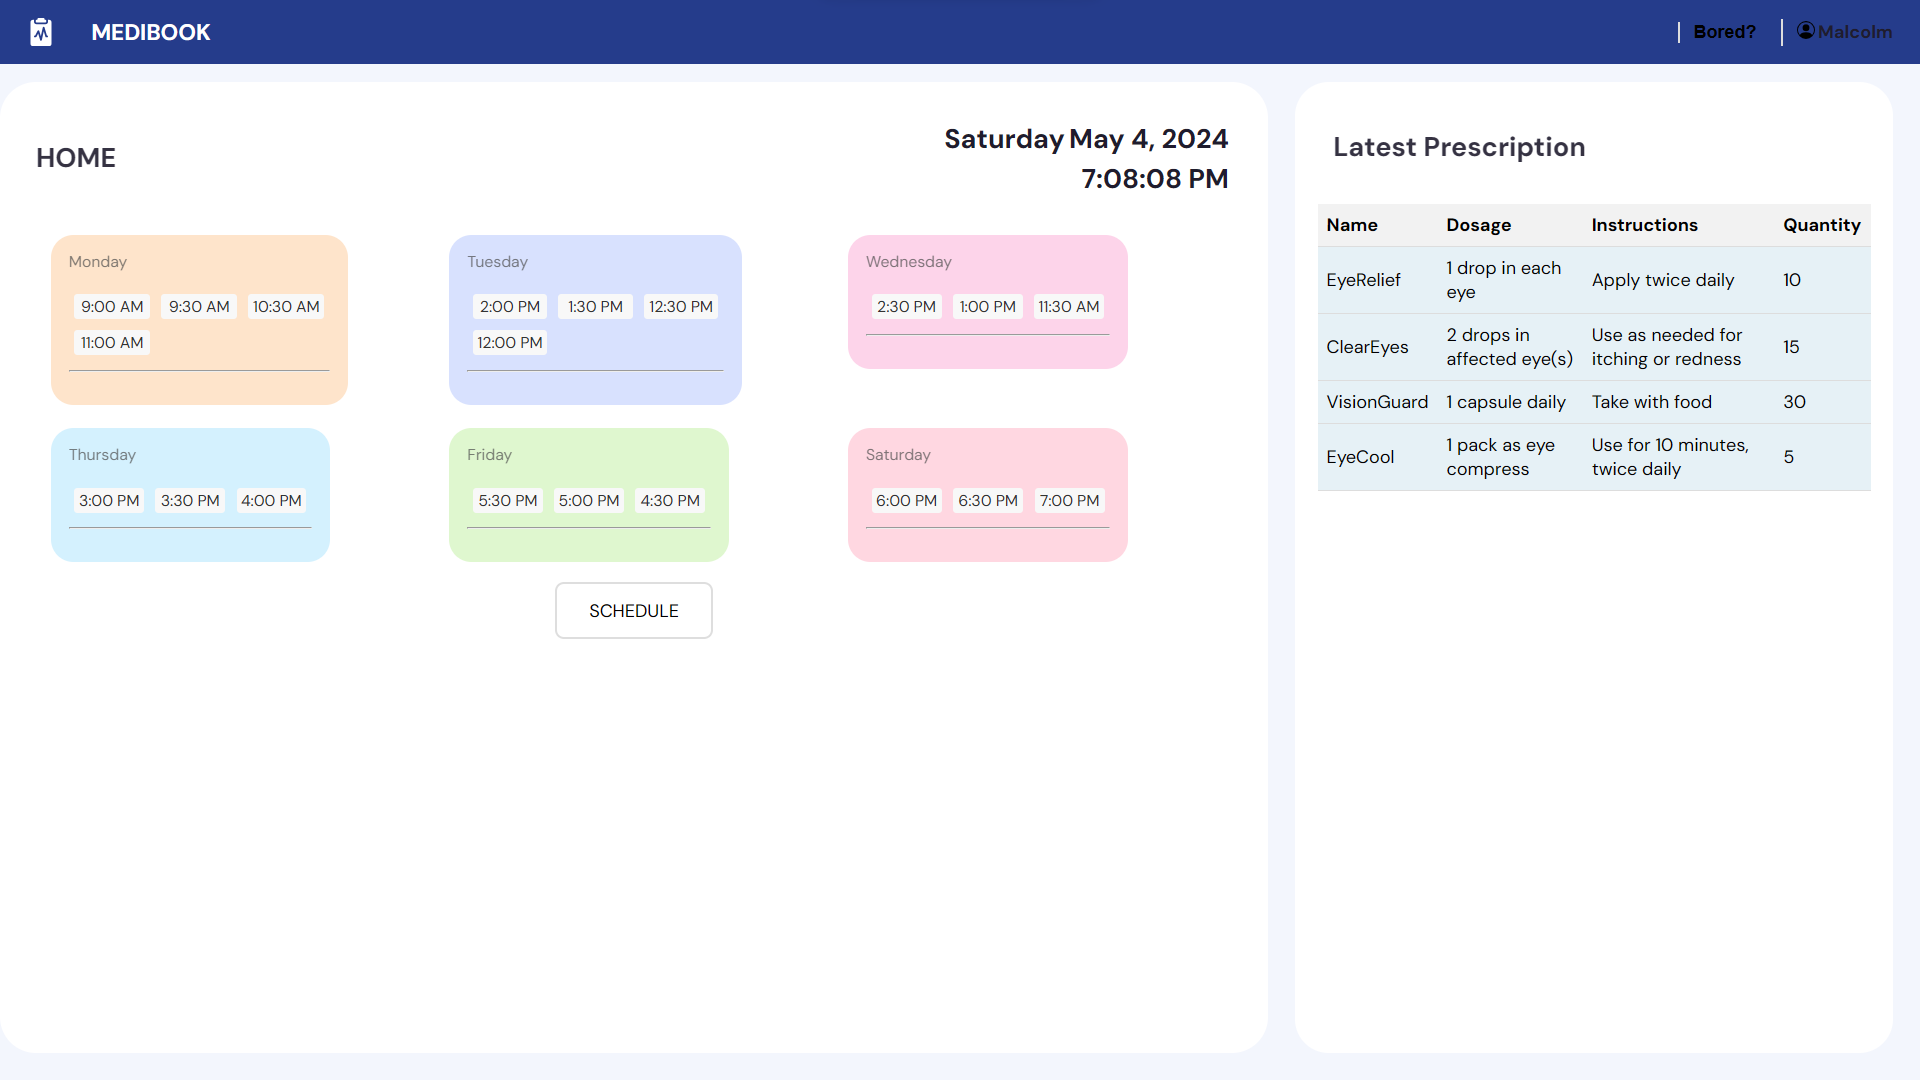 MEDIBOOK
Bored?
Malcolm
HOME
Saturday May 4, 2024
7:08:08 PM
Monday
9:00 AM 9:30 AM 10:30 AM
11:00 AM
Tuesday
2:00 PM 1:30 PM 12:30 PM
12:00 PM
Wednesday
2:30 PM 1:00 PM 11:30 AM
Thursday
3:00 PM 3:30 PM 4:00 PM
Friday
5:30 PM 5:00 PM 4:30 PM
Saturday
6:00 PM 6:30 PM 7:00 PM
SCHEDULE
Latest Prescription
Name Dosage Instructions Quantity
EyeRelief 1 drop in each eye Apply twice daily 10
ClearEyes 2 drops in affected eye(s) Use as needed for itching or redness 15
VisionGuard 1 capsule daily Take with food 30
EyeCool 1 pack as eye compress Use for 10 minutes, twice daily 5